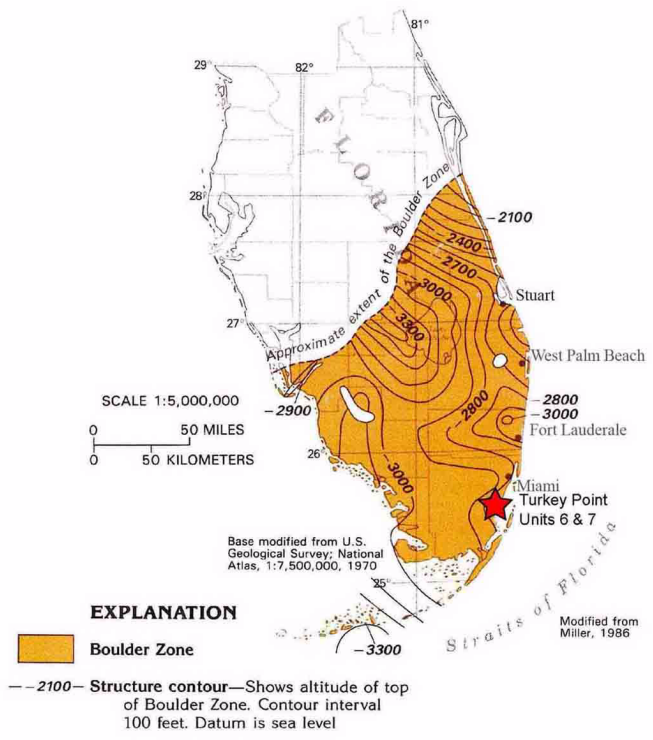 81°
29°
82°
FLORIDA
28°
Approximate extent of the Boulder Zone
-2100
-2400
-2700
-3000
Stuart
27°
3300
West Palm Beach
SCALE 1:5,000,000
-2900
-2800
-2800
-3000
0 50 MILES
Fort Lauderale
0 50 KILOMETERS
26°
-3000
Miami
Turkey Point
Units 6 & 7
Base modified from U.S.
Geological Survey; National
Atlas, 1:7,500,000, 1970
25°
Straits of Florida
EXPLANATION
Modified from
Miller, 1986
Boulder Zone
-3300
--2100- Structure contour—Shows altitude of top
of Boulder Zone. Contour interval
100 feet. Datum is sea level